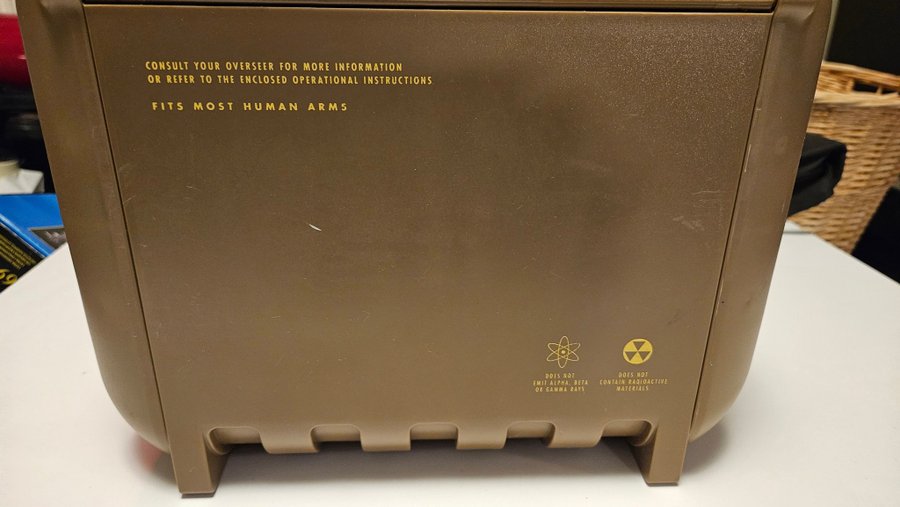 CONSULT YOUR OVERSEER FOR MORE INFORMATION
OR REFER TO THE ENCLOSED OPERATIONAL INSTRUCTIONS
FITS MOST HUMAN ARMS
DOES NOT
EMIT ALPHA, BETA
OR GAMMA RAYS
DOES NOT
CONTAIN RADIOACTIVE
MATERIALS